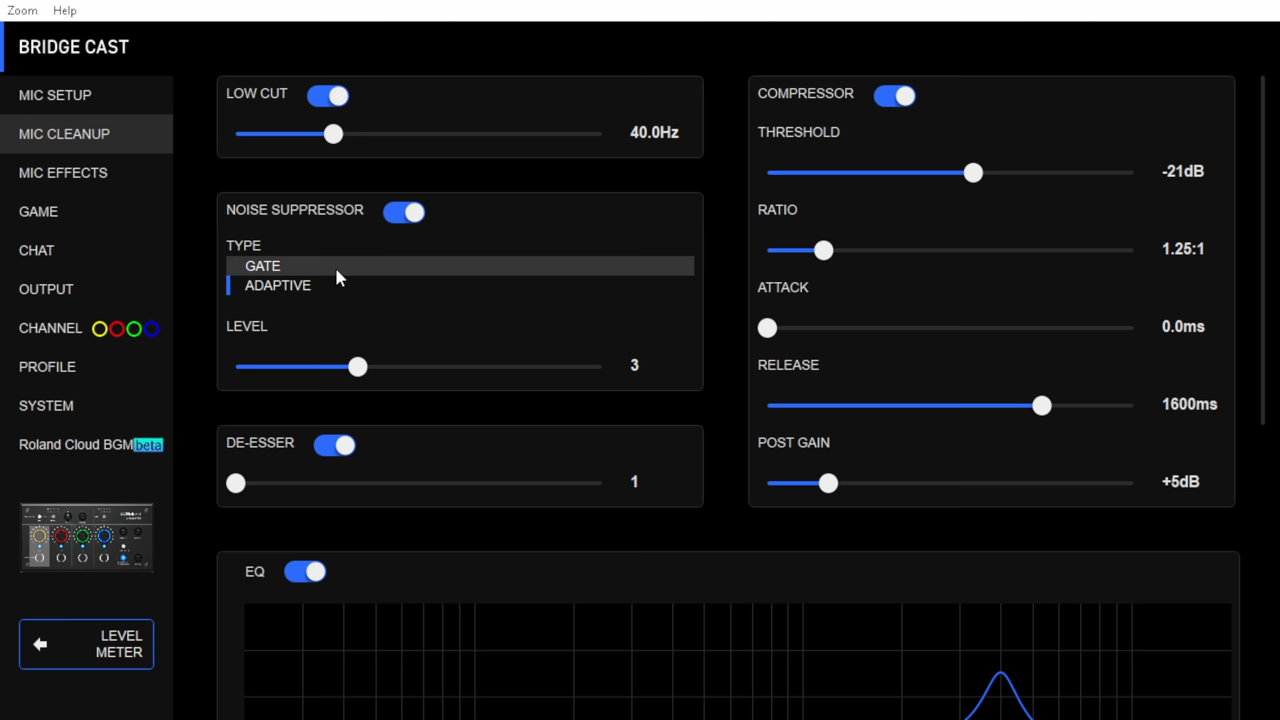 Zoom Help
BRIDGE CAST
MIC SETUP
MIC CLEANUP
MIC EFFECTS
GAME
CHAT
OUTPUT
CHANNEL
PROFILE
SYSTEM
Roland Cloud BGM beta
LEVEL
METER
LOW CUT
40.0Hz
NOISE SUPPRESSOR
TYPE
GATE
ADAPTIVE
LEVEL
3
DE-ESSER
1
COMPRESSOR
THRESHOLD
-21dB
RATIO
1.25:1
ATTACK
0.0ms
RELEASE
1600ms
POST GAIN
+5dB
EQ